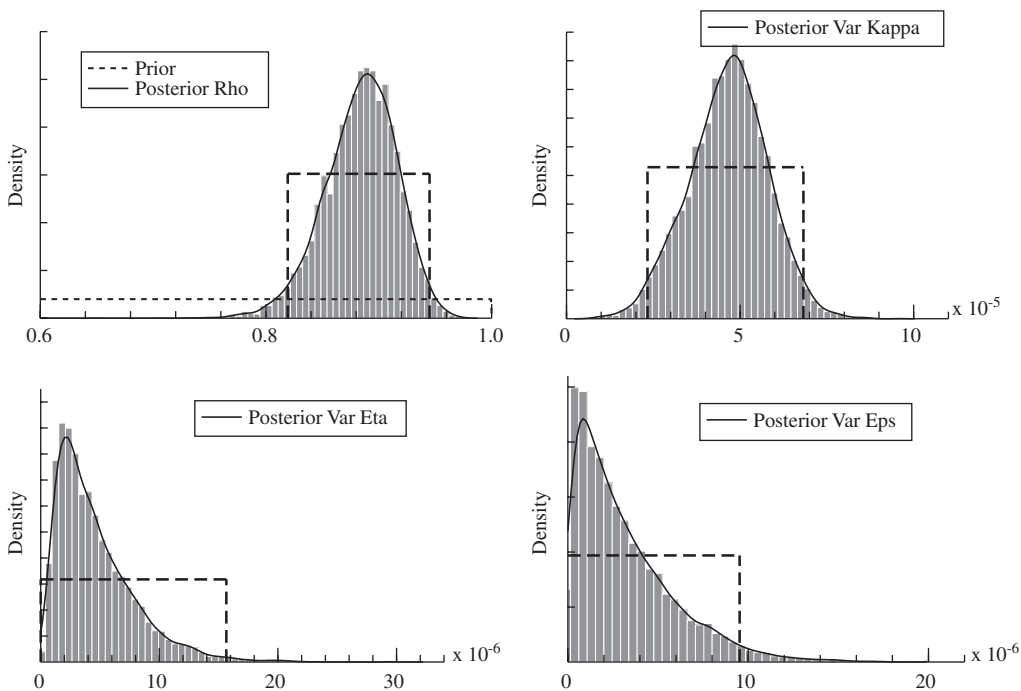 Prior
Posterior Rho
Density
0.6
0.8
1.0
Posterior Var Kappa
Density
0
5
10
x 10-5
Posterior Var Eta
Density
0
10
20
30
x 10-6
Posterior Var Eps
Density
0
10
20
x 10-6